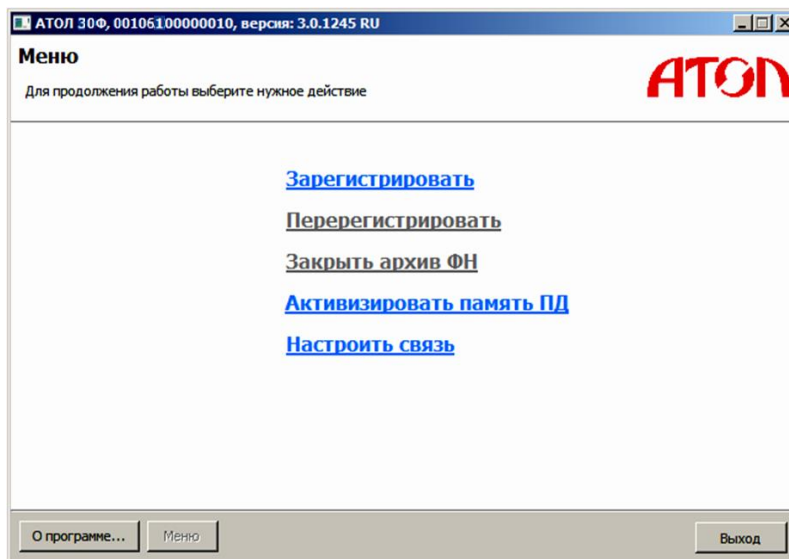 АТОЛ 30Ф, 00106100000010, версия: 3.0.1245 RU
Меню
Для продолжения работы выберите нужное действие
АТОЛ
Зарегистрировать
Перерегистрировать
Закрыть архив ФН
Активизировать память ПД
Настроить связь
О программе...
Меню
Выход